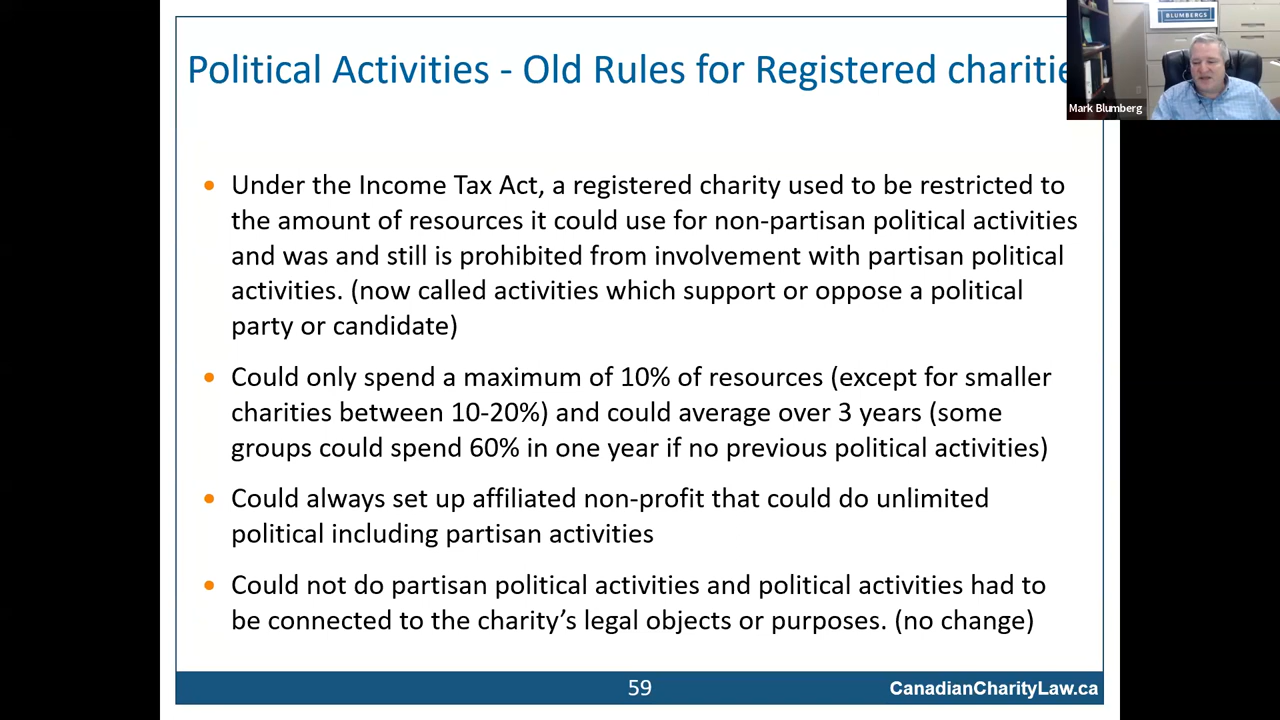 BLUMBERGS
Political Activities - Old Rules for Registered charitie
Mark Blumberg
• Under the Income Tax Act, a registered charity used to be restricted to
the amount of resources it could use for non-partisan political activities
and was and still is prohibited from involvement with partisan political
activities. (now called activities which support or oppose a political
party or candidate)
• Could only spend a maximum of 10% of resources (except for smaller
charities between 10-20%) and could average over 3 years (some
groups could spend 60% in one year if no previous political activities)
• Could always set up affiliated non-profit that could do unlimited
political including partisan activities
• Could not do partisan political activities and political activities had to
be connected to the charity’s legal objects or purposes. (no change)
59
CanadianCharityLaw.ca